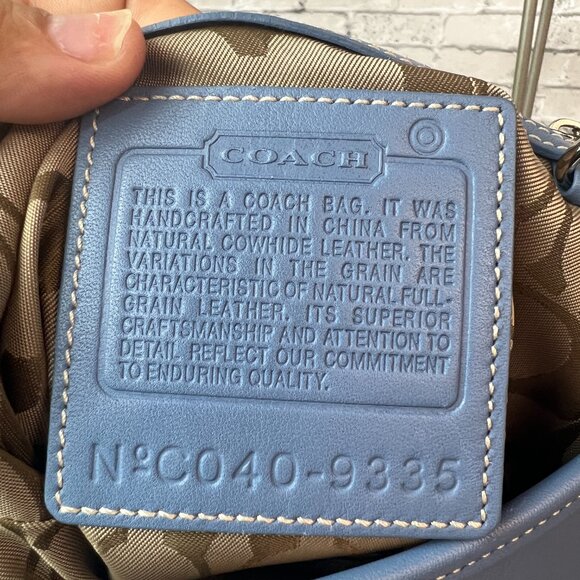 COACH
THIS IS A COACH BAG. IT WAS
HANDCRAFTED IN CHINA FROM
NATURAL COWHIDE LEATHER. THE
VARIATIONS IN THE GRAIN ARE
CHARACTERISTIC OF NATURAL FULL-
GRAIN LEATHER. ITS SUPERIOR
CRAFTSMANSHIP AND ATTENTION TO
DETAIL REFLECT OUR COMMITMENT
TO ENDURING QUALITY.
NºC040-9335